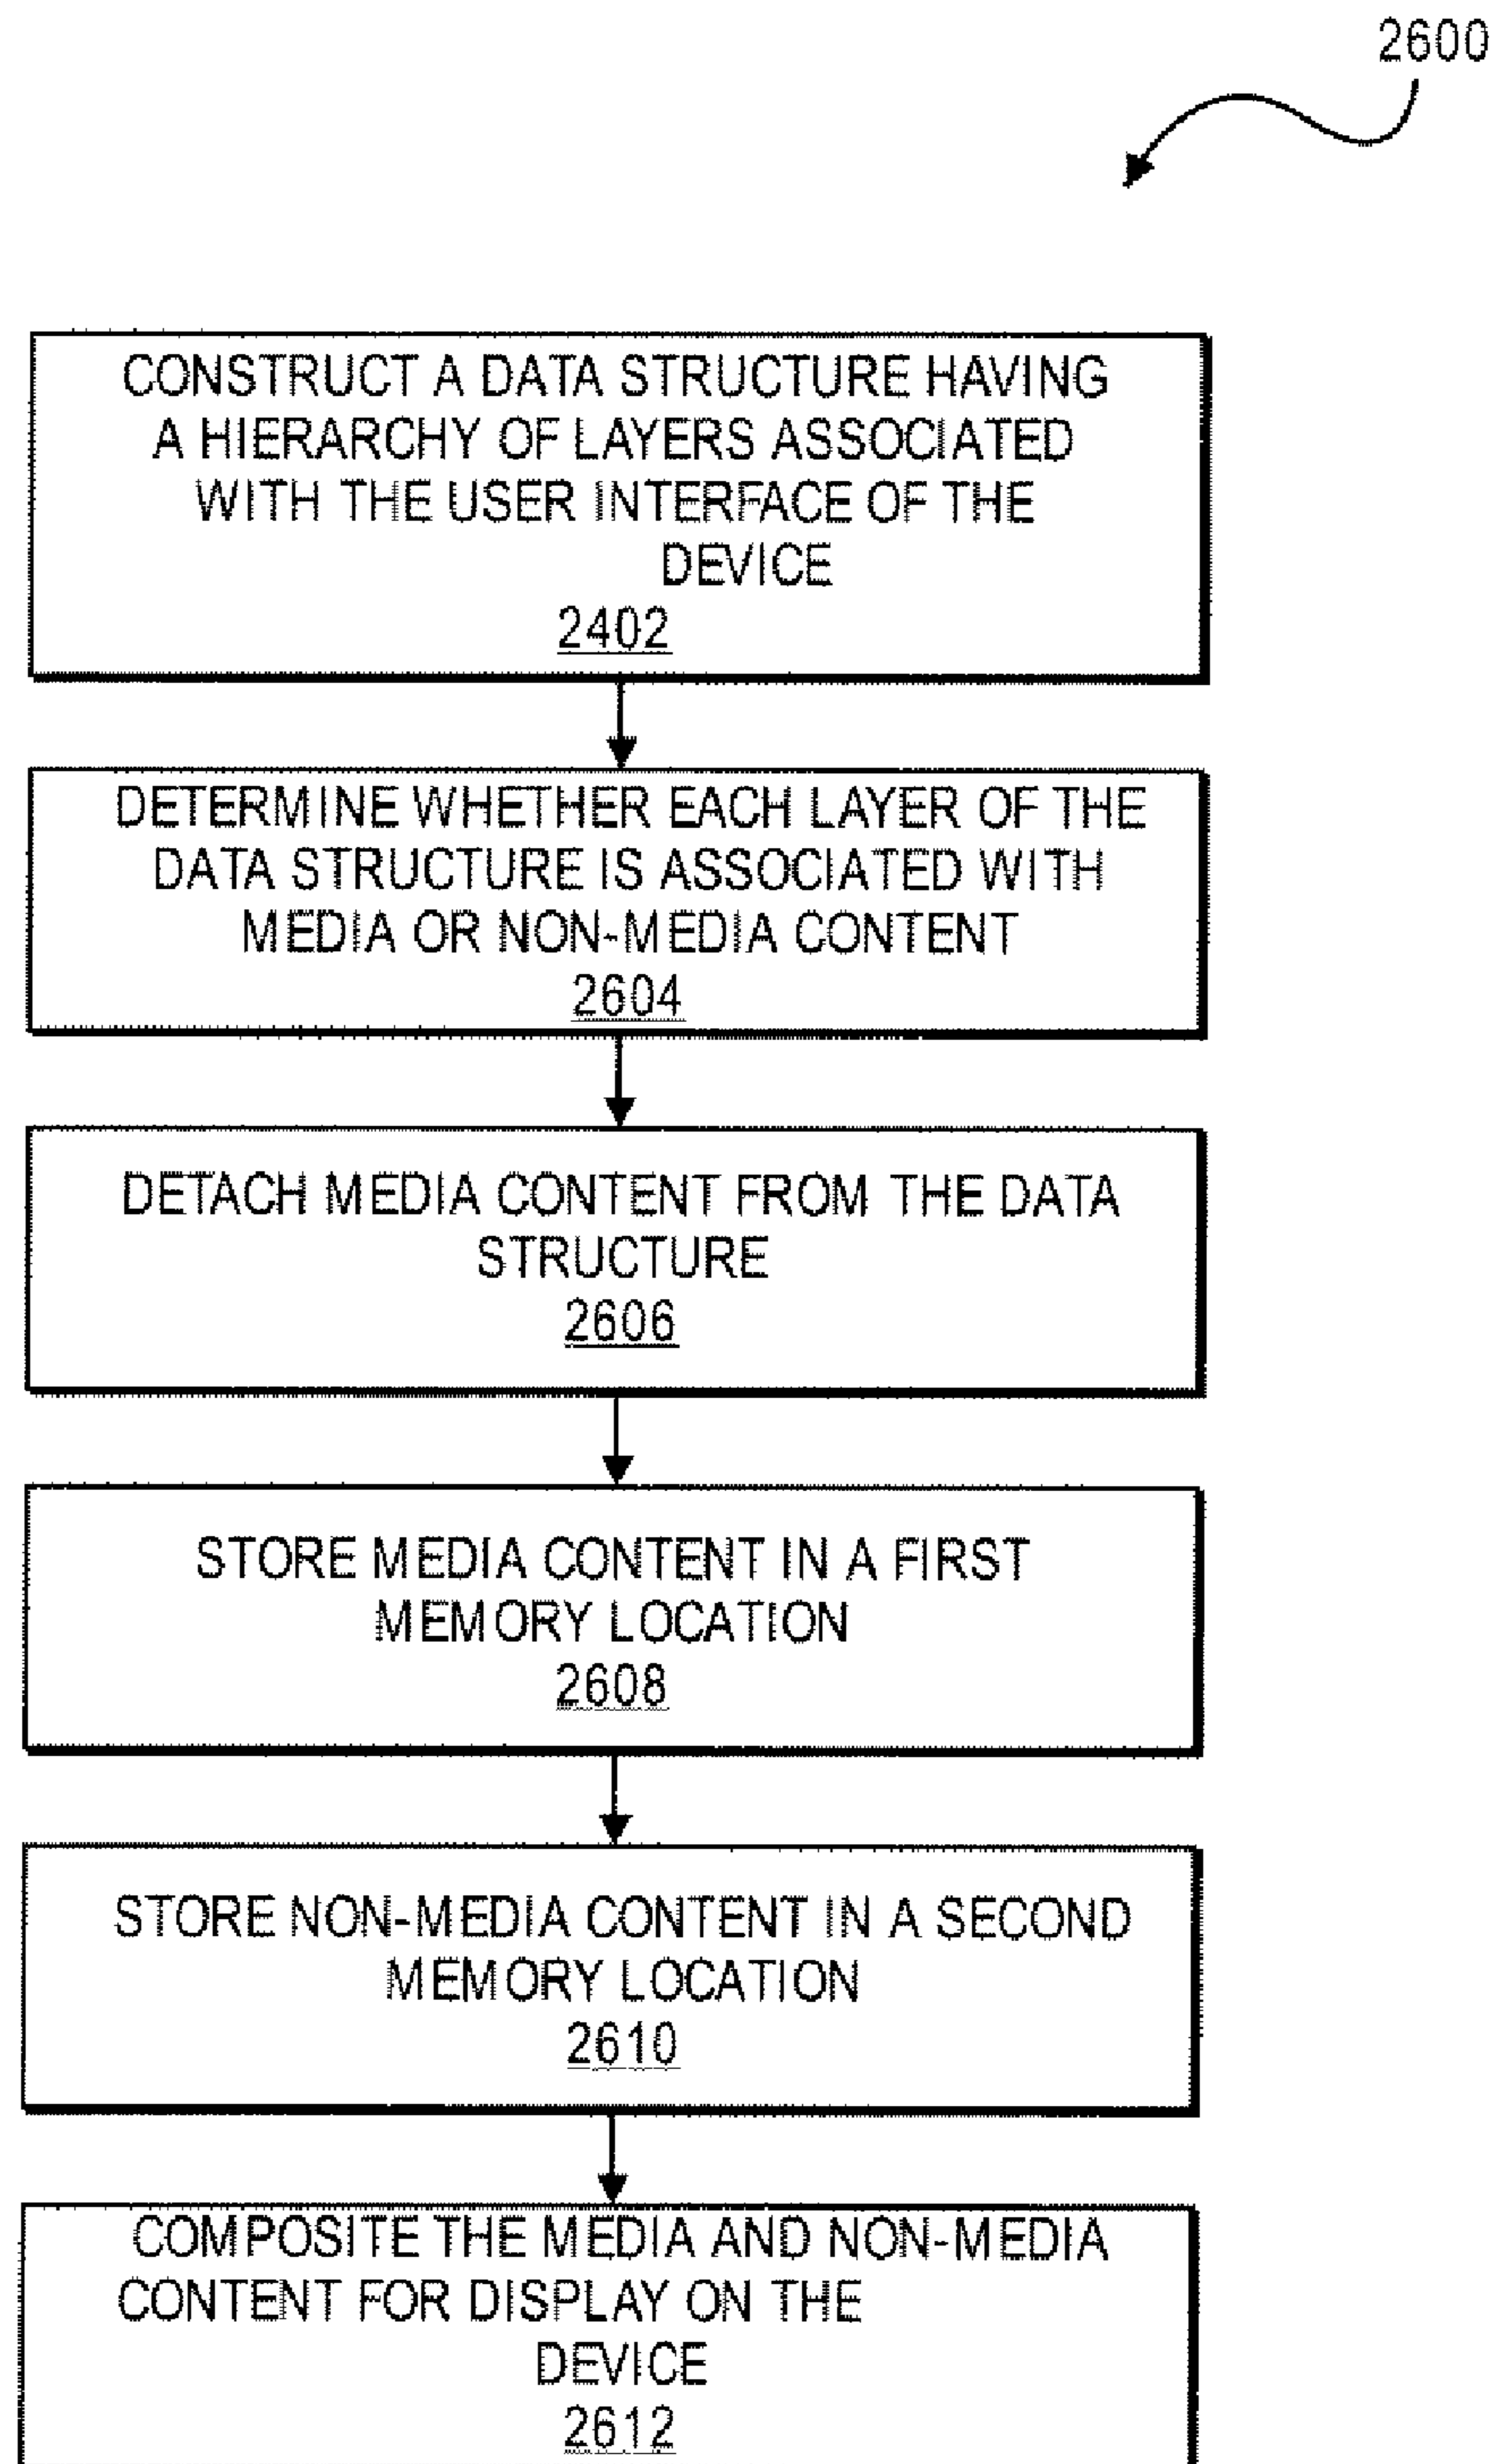 2600
CONSTRUCT A DATA STRUCTURE HAVING
A HIERARCHY OF LAYERS ASSOCIATED
WITH THE USER INTERFACE OF THE
DEVICE
2402
DETERMINE WHETHER EACH LAYER OF THE
DATA STRUCTURE IS ASSOCIATED WITH
MEDIA OR NON-MEDIA CONTENT
2604
DETACH MEDIA CONTENT FROM THE DATA
STRUCTURE
2606
STORE MEDIA CONTENT IN A FIRST
MEMORY LOCATION
2608
STORE NON-MEDIA CONTENT IN A SECOND
MEMORY LOCATION
2610
COMPOSITE THE MEDIA AND NON-MEDIA
CONTENT FOR DISPLAY ON THE
DEVICE
2612